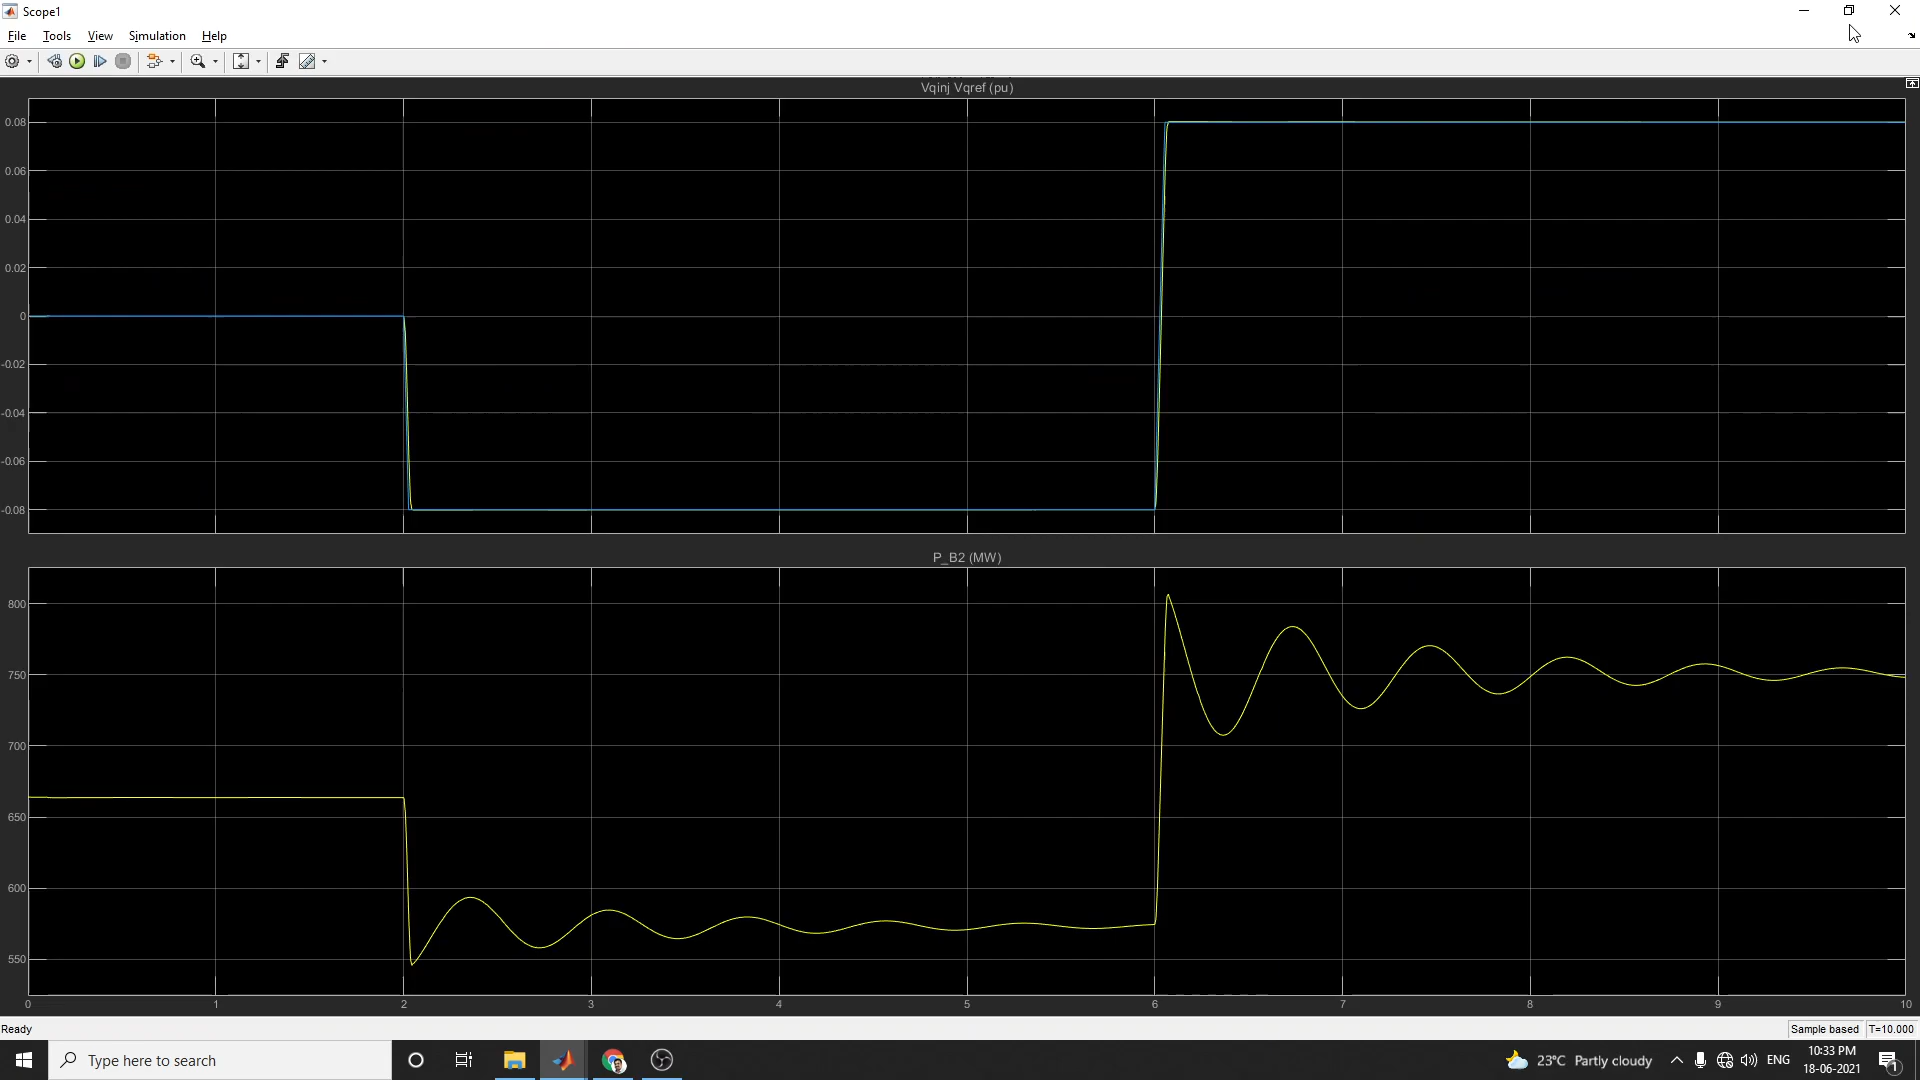 Scope1
File Tools View Simulation Help
Vqinj Vqref (pu)
0.08
0.06
0.04
0.02
0
-0.02
-0.04
-0.06
-0.08
P_B2 (MW)
800
750
700
650
600
550
0 1 2 3 4 5 6 7 8 9 10
Ready Sample based T=10.000
Type here to search 23°C Partly cloudy ENG 10:33 PM
18-06-2021 1